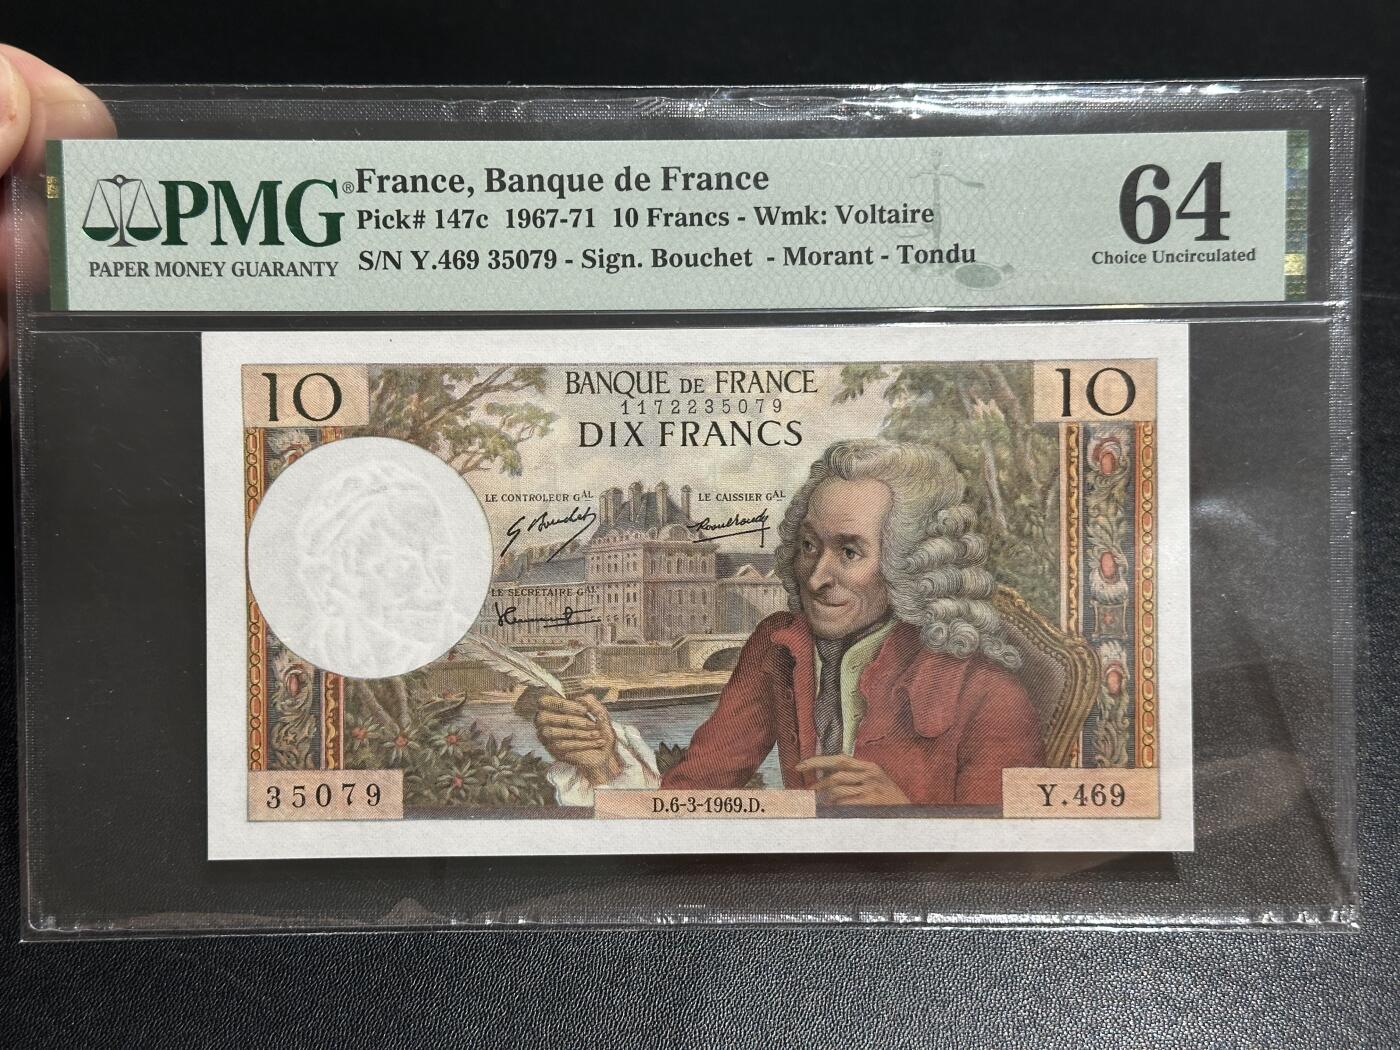 PMG®
PAPER MONEY GUARANTY
France, Banque de France
Pick# 147c 1967-71 10 Francs - Wmk: Voltaire
S/N Y.469 35079 - Sign. Bouchet - Morant - Tondu
64
Choice Uncirculated
10
BANQUE DE FRANCE
10
1172235079
DIX FRANCS
LE CONTROLEUR GAL
LE CAISSIER GAL
G Bouchet
LE SECRÉTAIRE GAL
35079
D.6-3-1969.D.
Y.469